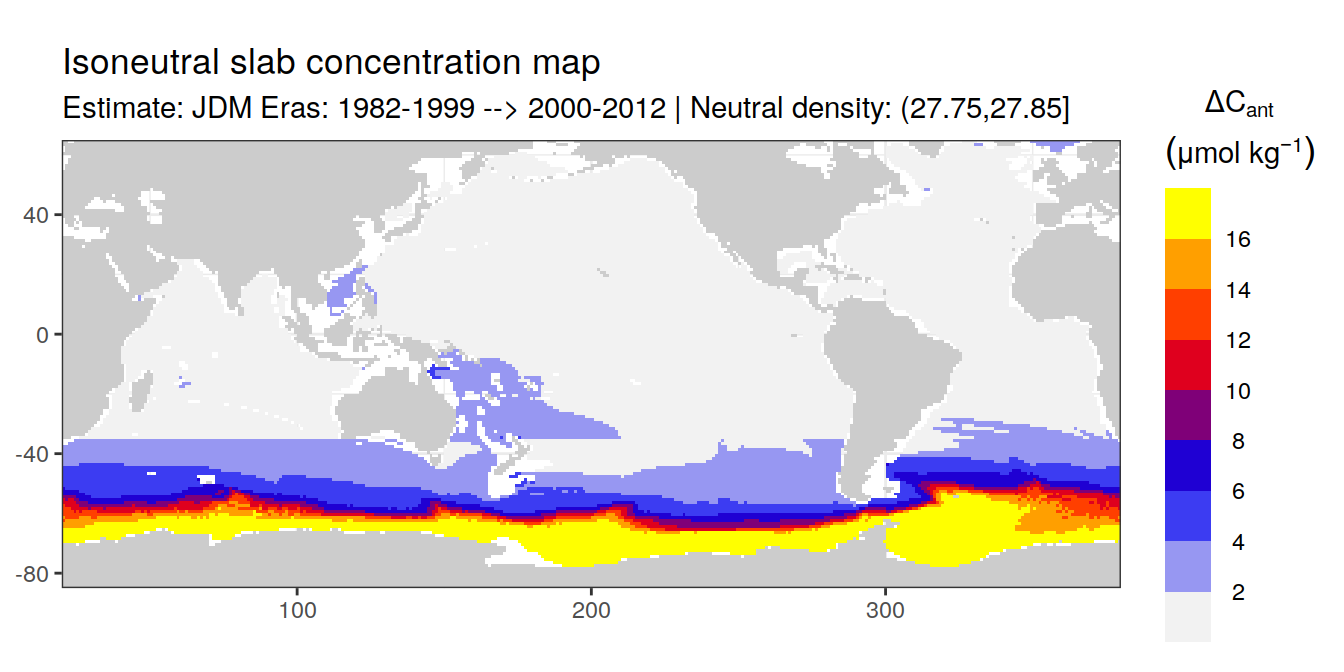 Isoneutral slab concentration map
Estimate: JDM Eras: 1982-1999 --> 2000-2012 | Neutral density: (27.75,27.85]
ΔCant
(μmol kg⁻¹)
16
14
12
10
8
6
4
2
40
0
-40
-80
100 200 300